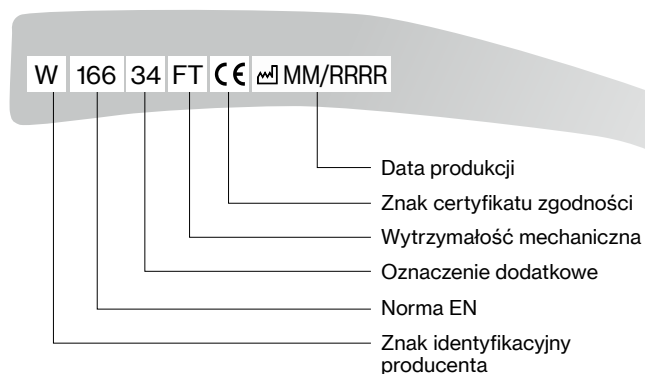 W 166 34 FT CE MM/RRRR
Data produkcji
Znak certyfikatu zgodności
Wytrzymałość mechaniczna
Oznaczenie dodatkowe
Norma EN
Znak identyfikacyjny
producenta